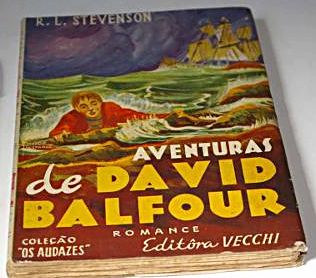 R. L. STEVENSON
AVENTURAS
de DAVID
BALFOUR
ROMANCE
COLEÇÃO
"OS AUDAZES"
Editôra VECCHI